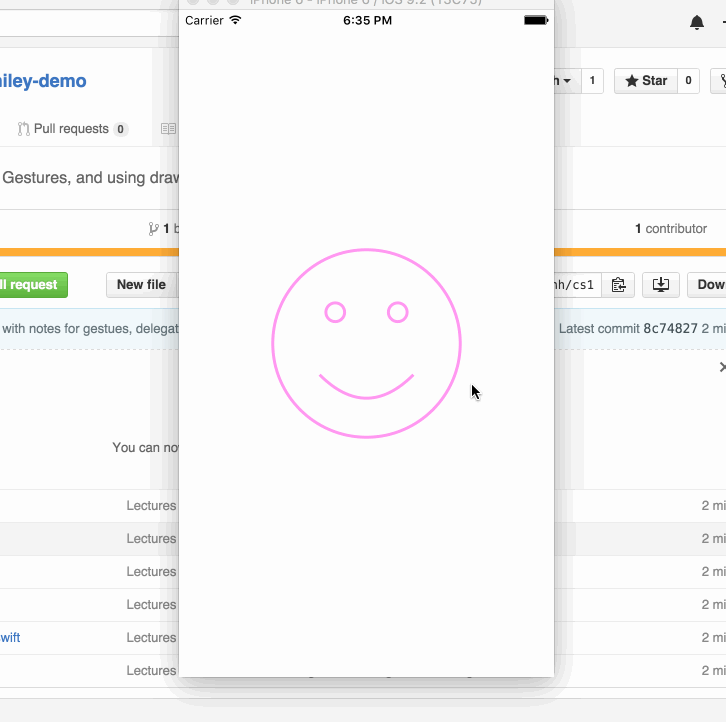 iPhone 6 - iPhone 6 / iOS 9.2 (13C75)
Carrier 6:35 PM
niley-demo
h 1 Star 0
Pull requests 0
Gestures, and using draw
1 b
1 contributor
ll request New file
nh/cs1 Dow
with notes for gestues, delegat Latest commit 8c74827 2 mi
You can nov
Lectures 2 mi
Lectures 2 mi
Lectures 2 mi
Lectures 2 mi
wift Lectures 2 mi
Lectures 2 mi